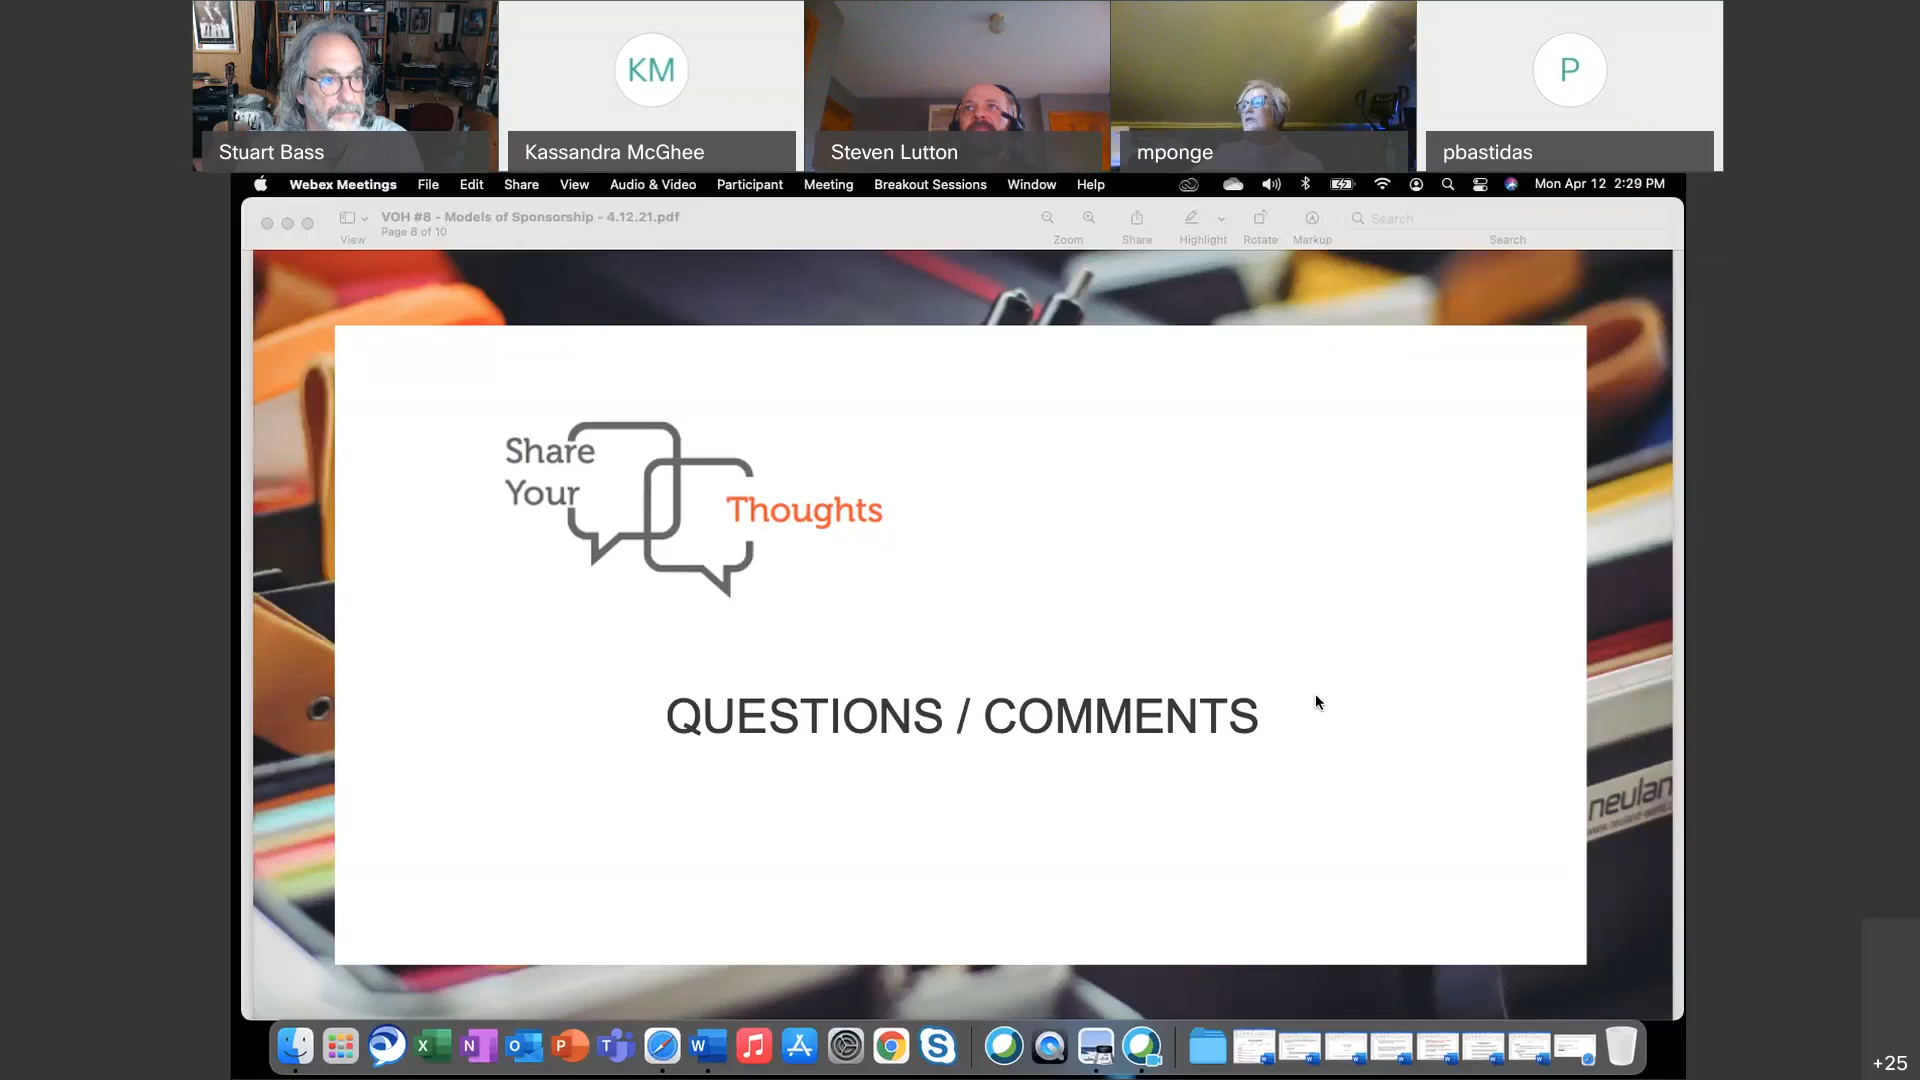 KM
P
Stuart Bass
Kassandra McGhee
Steven Lutton
mponge
pbastidas
Webex Meetings File Edit Share View Audio & Video Participant Meeting Meeting Breakout Sessions Window Help Mon Apr 12 2:29 PM
VOH #8 - Models of Sponsorship - 4.12.21.pdf
Page 8 of 10
Search
View Zoom Share Highlight Rotate Markup Search
Share
Your
Thoughts
QUESTIONS / COMMENTS
neulan
+25